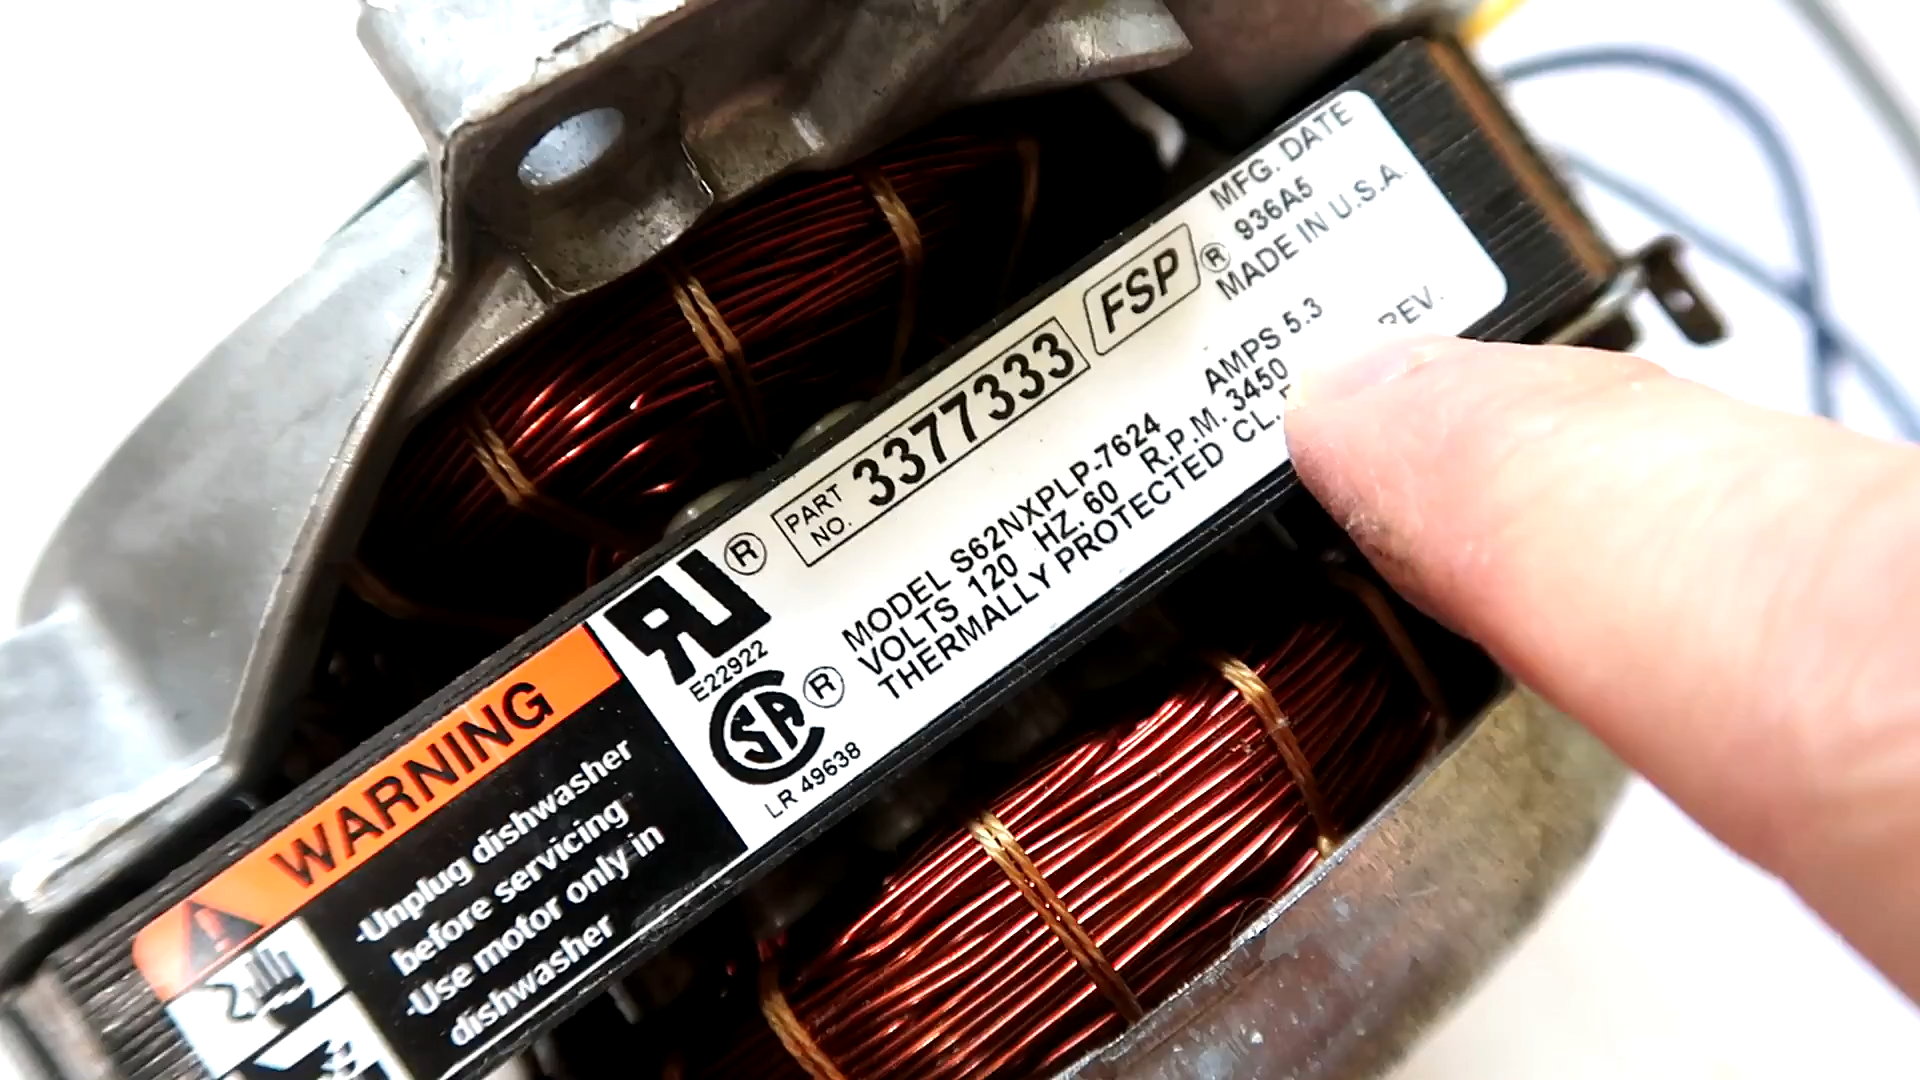 MFG. DATE
936A5
MADE IN U.S.A.
FSP ®
PART NO. 3377333
AMPS 5.3
REV.
MODEL S62NXPLP-7624
VOLTS 120 HZ. 60 R.P.M. 3450
THERMALLY PROTECTED CL.
®
E22922
®
LR 49638
WARNING
-Unplug dishwasher
before servicing
-Use motor only in
dishwasher